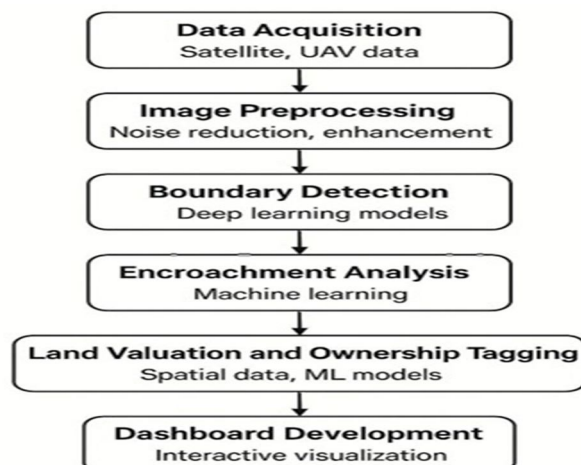 Data Acquisition
Satellite, UAV data
Image Preprocessing
Noise reduction, enhancement
Boundary Detection
Deep learning models
Encroachment Analysis
Machine learning
Land Valuation and Ownership Tagging
Spatial data, ML models
Dashboard Development
Interactive visualization